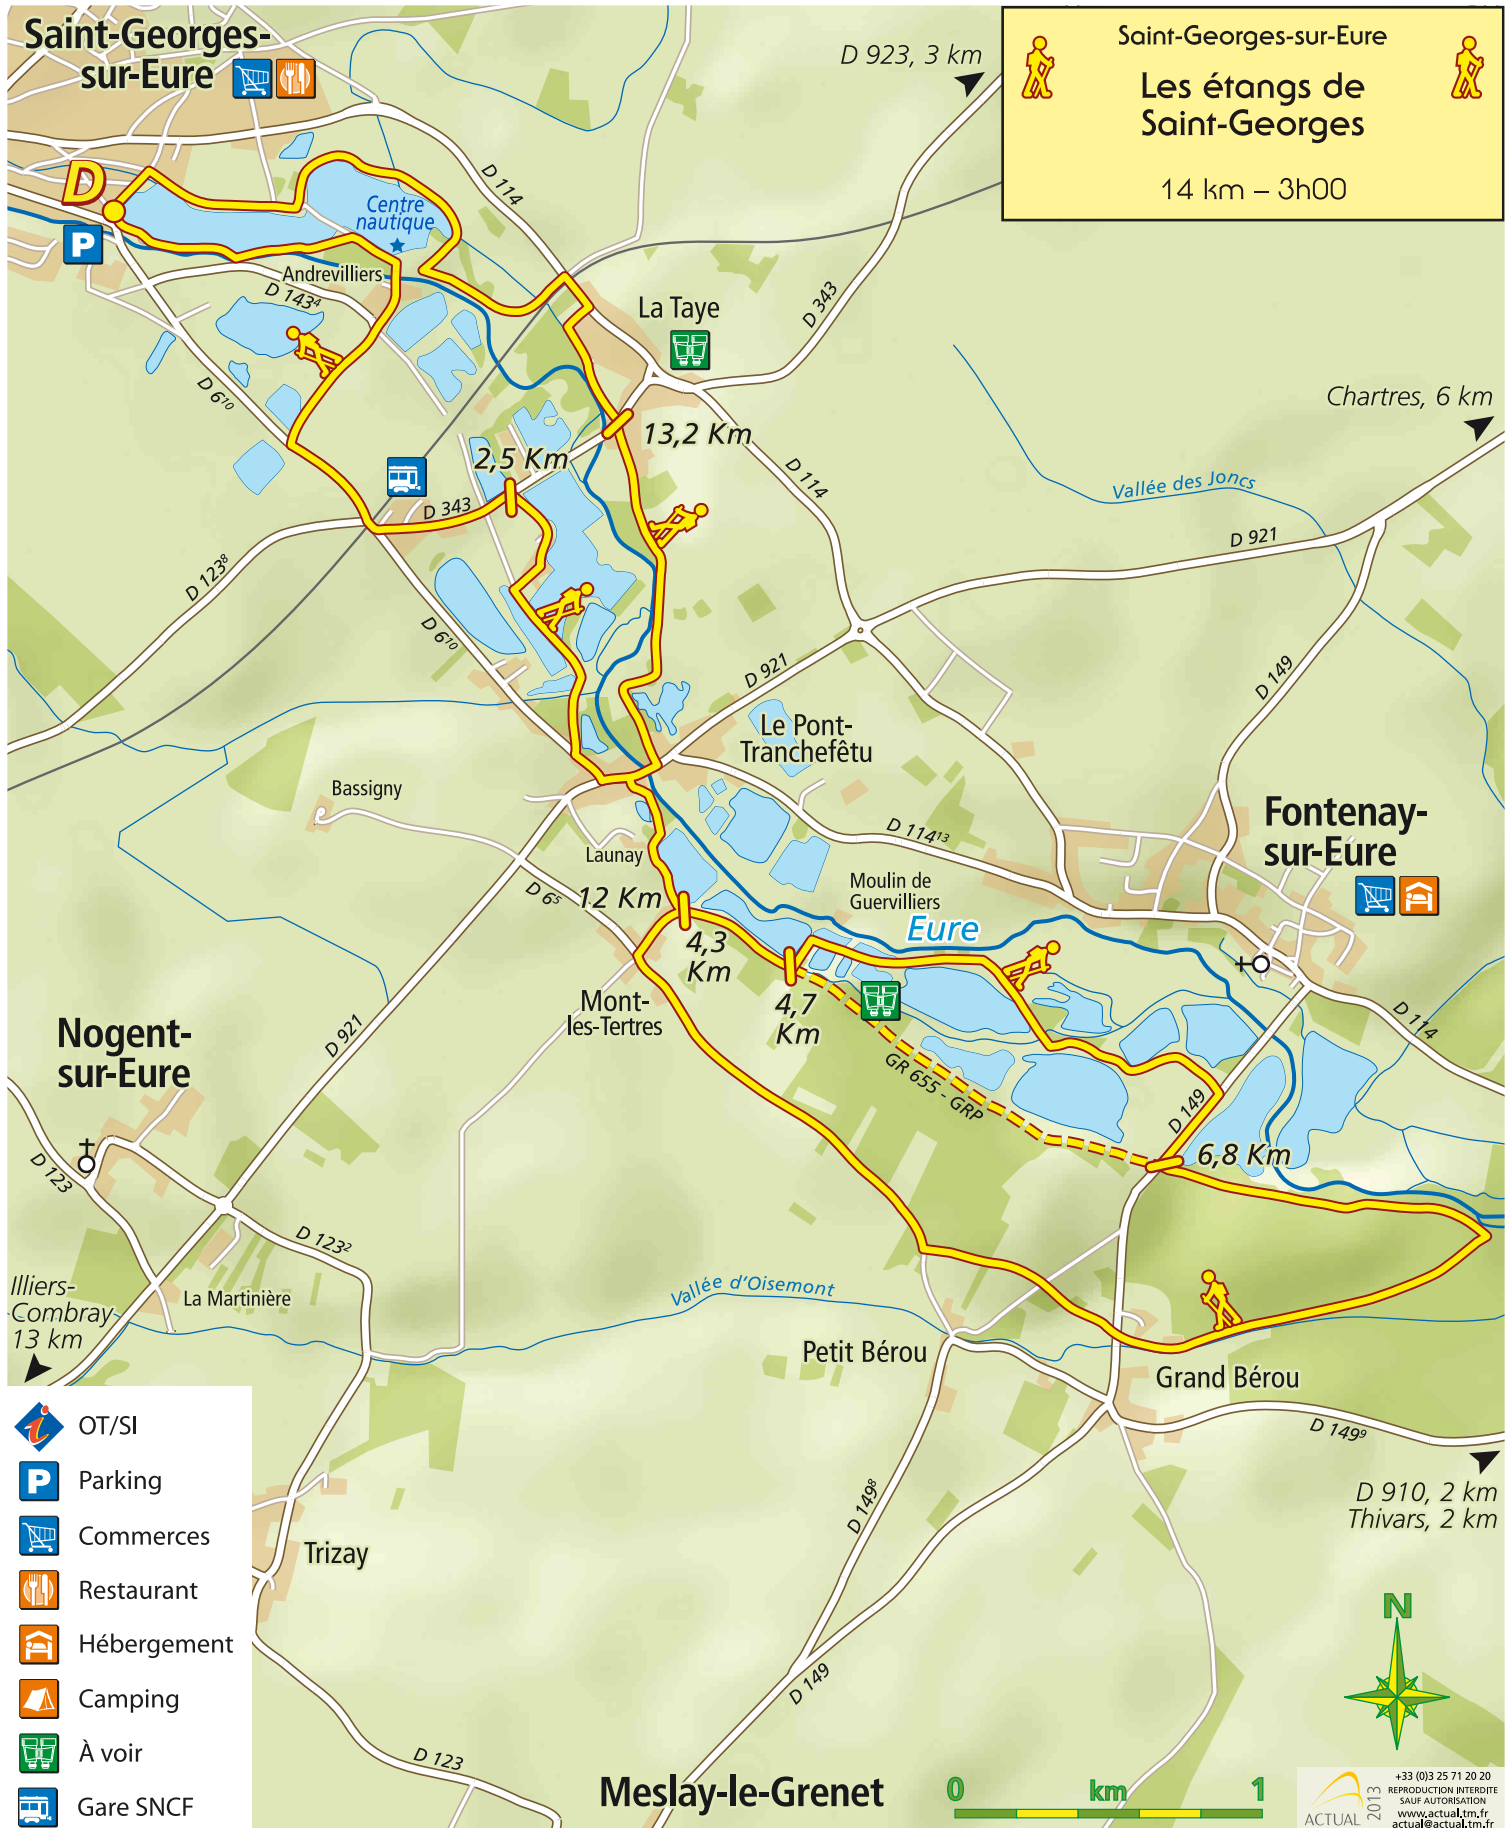 Saint-Georges-
sur-Eure
D 923, 3 km
Saint-Georges-sur-Eure
Les étangs de
Saint-Georges
14 km – 3h00
D
P
Centre
nautique
D 114
Andrevilliers
D 143⁴
La Taye
D 343
D 6¹⁰
Chartres, 6 km
13,2 Km
2,5 Km
D 114
Vallée des Joncs
D 343
D 921
D 123⁸
D 6¹⁰
D 921
D 149
Le Pont-
Tranchefêtu
Bassigny
Fontenay-
sur-Eure
D 114¹³
Launay
Moulin de
Guervilliers
D 6⁵
12 Km
Eure
4,3
Km
4,7
Km
Mont-
les-Tertres
D 114
Nogent-
sur-Eure
D 921
GR 655 - GRP
D 149
6,8 Km
D 123
D 123²
Illiers-
Combray
13 km
La Martinière
Vallée d'Oisemont
Petit Bérou
Grand Bérou
D 149⁹
D 910, 2 km
Thivars, 2 km
D 149⁸
Trizay
D 149
D 123
Meslay-le-Grenet
i OT/SI
P Parking
Commerces
Restaurant
Hébergement
Camping
À voir
Gare SNCF
N
0 km 1
ACTUAL 2013
+33 (0)3 25 71 20 20
REPRODUCTION INTERDITE
SAUF AUTORISATION
www.actual.tm.fr
actual@actual.tm.fr